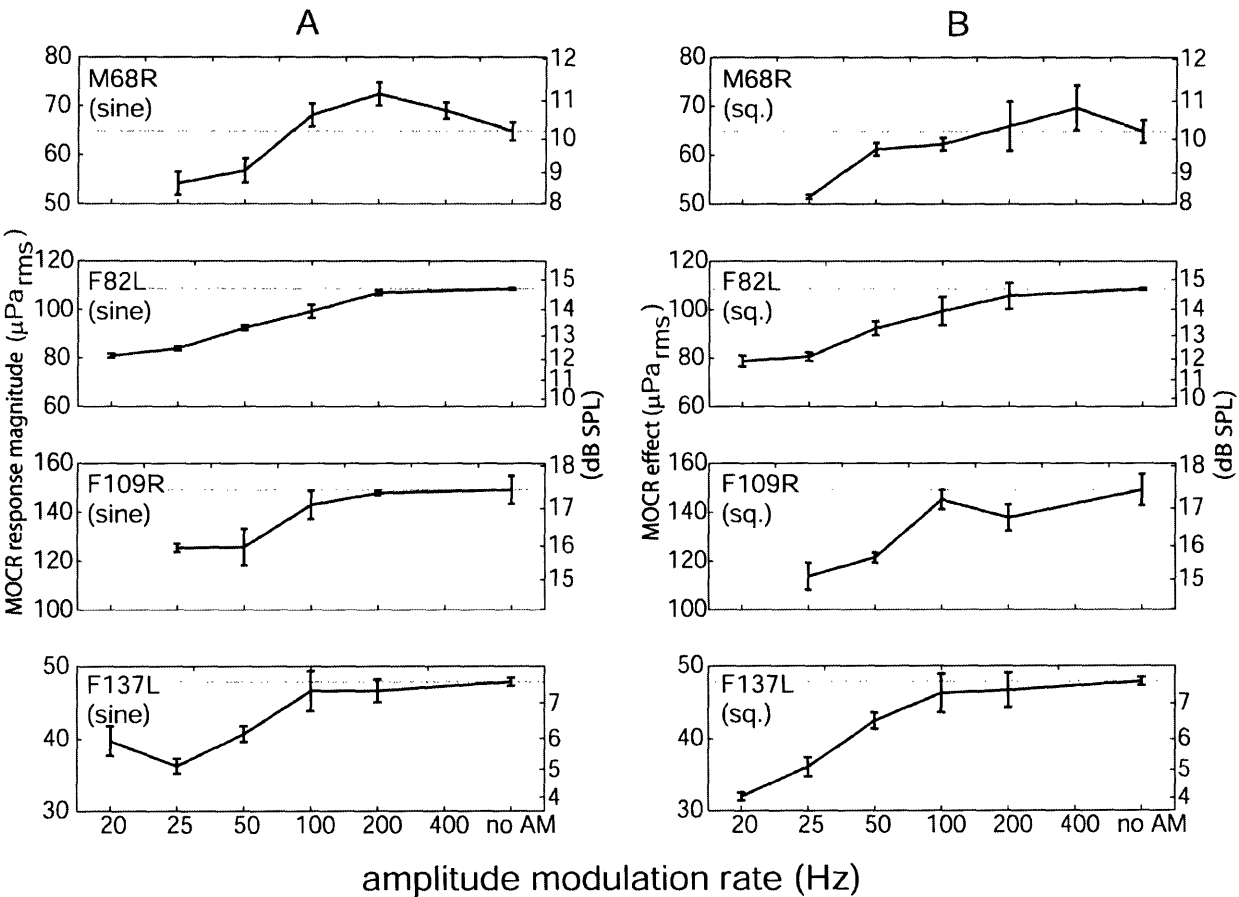 A
MOCR response magnitude (μPa rms)
(dB SPL)
M68R
(sine)
80
70
60
50
12
11
10
9
8
F82L
(sine)
120
100
80
60
15
14
13
12
11
10
F109R
(sine)
160
140
120
100
18
17
16
15
F137L
(sine)
50
40
30
7
6
5
4
20 25 50 100 200 400 no AM
B
MOCR effect (μPa rms)
(dB SPL)
M68R
(sq.)
80
70
60
50
12
11
10
9
8
F82L
(sq.)
120
100
80
60
15
14
13
12
11
10
F109R
(sq.)
160
140
120
100
18
17
16
15
F137L
(sq.)
50
40
30
7
6
5
4
20 25 50 100 200 400 no AM
amplitude modulation rate (Hz)